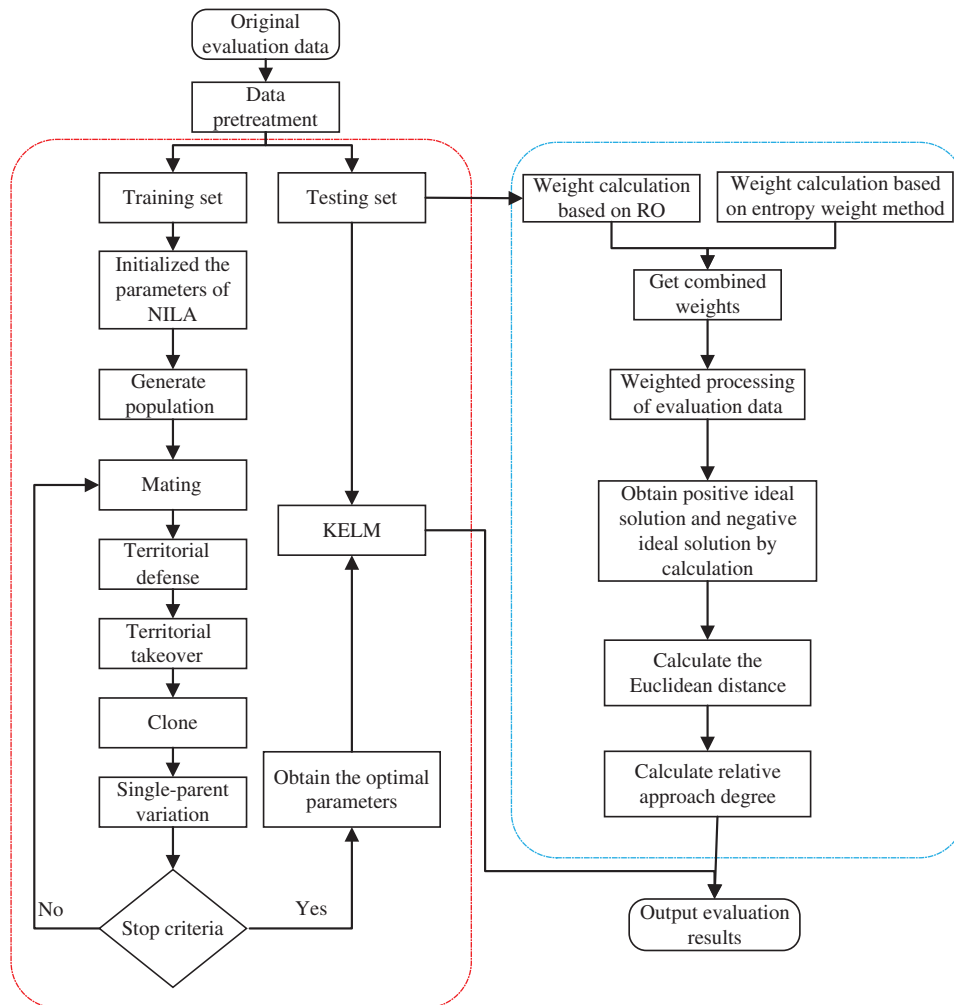 Original
evaluation data
Data
pretreatment
Training set
Testing set
Weight calculation
based on RO
Weight calculation based
on entropy weight method
Initialized the
parameters of
NILA
Get combined
weights
Generate
population
Weighted processing
of evaluation data
Mating
KELM
Obtain positive ideal
solution and negative
ideal solution by
calculation
Territorial
defense
Territorial
takeover
Calculate the
Euclidean distance
Clone
Single-parent
variation
Obtain the optimal
parameters
Calculate relative
approach degree
No
Stop criteria
Yes
Output evaluation
results